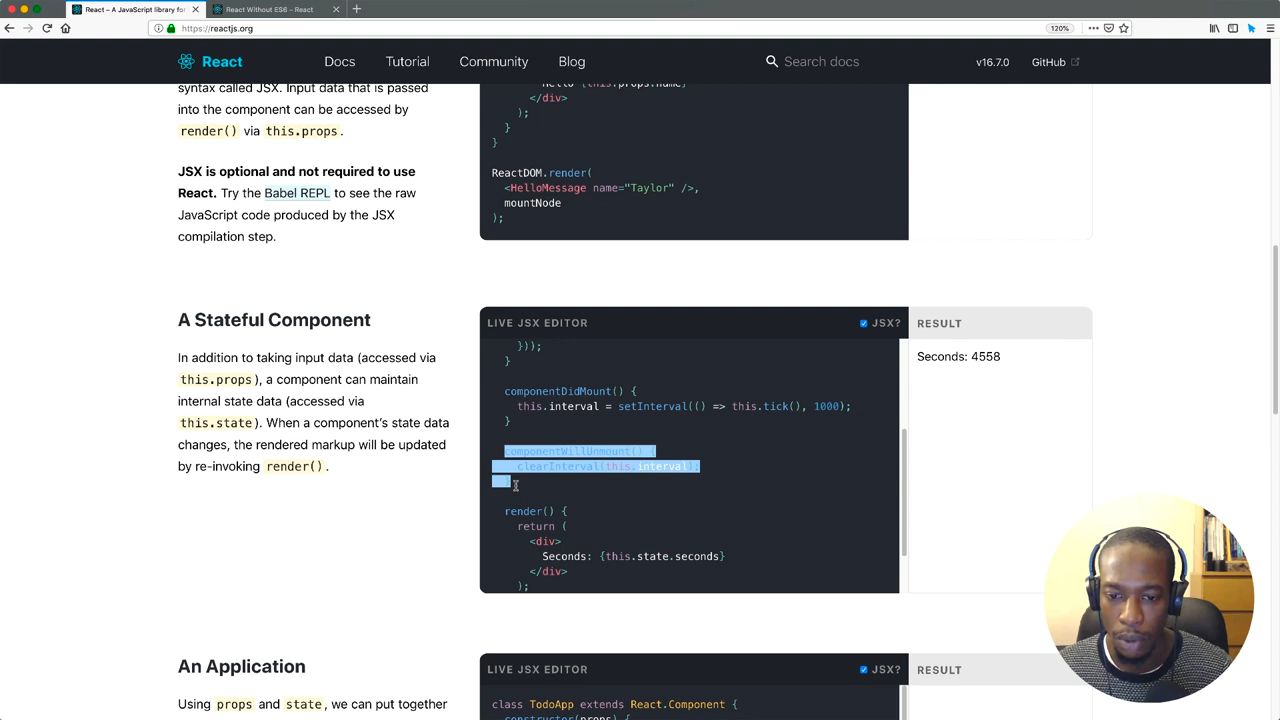 React – A JavaScript library for
React Without ES6 – React
https://reactjs.org
120%
React
Docs
Tutorial
Community
Blog
Search docs
v16.7.0
GitHub
syntax called JSX. Input data that is passed
into the component can be accessed by
render() via this.props.
JSX is optional and not required to use
React. Try the Babel REPL to see the raw
JavaScript code produced by the JSX
compilation step.
Hello {this.props.name}
</div>
);
}
}
ReactDOM.render(
<HelloMessage name="Taylor" />,
mountNode
);
A Stateful Component
In addition to taking input data (accessed via
this.props), a component can maintain
internal state data (accessed via
this.state). When a component’s state data
changes, the rendered markup will be updated
by re-invoking render().
LIVE JSX EDITOR
JSX?
RESULT
Seconds: 4558
}));
}
componentDidMount() {
this.interval = setInterval(() => this.tick(), 1000);
}
componentWillUnmount() {
clearInterval(this.interval);
}
render() {
return (
<div>
Seconds: {this.state.seconds}
</div>
);
An Application
Using props and state, we can put together
LIVE JSX EDITOR
JSX?
RESULT
class TodoApp extends React.Component {
constructor(props) {